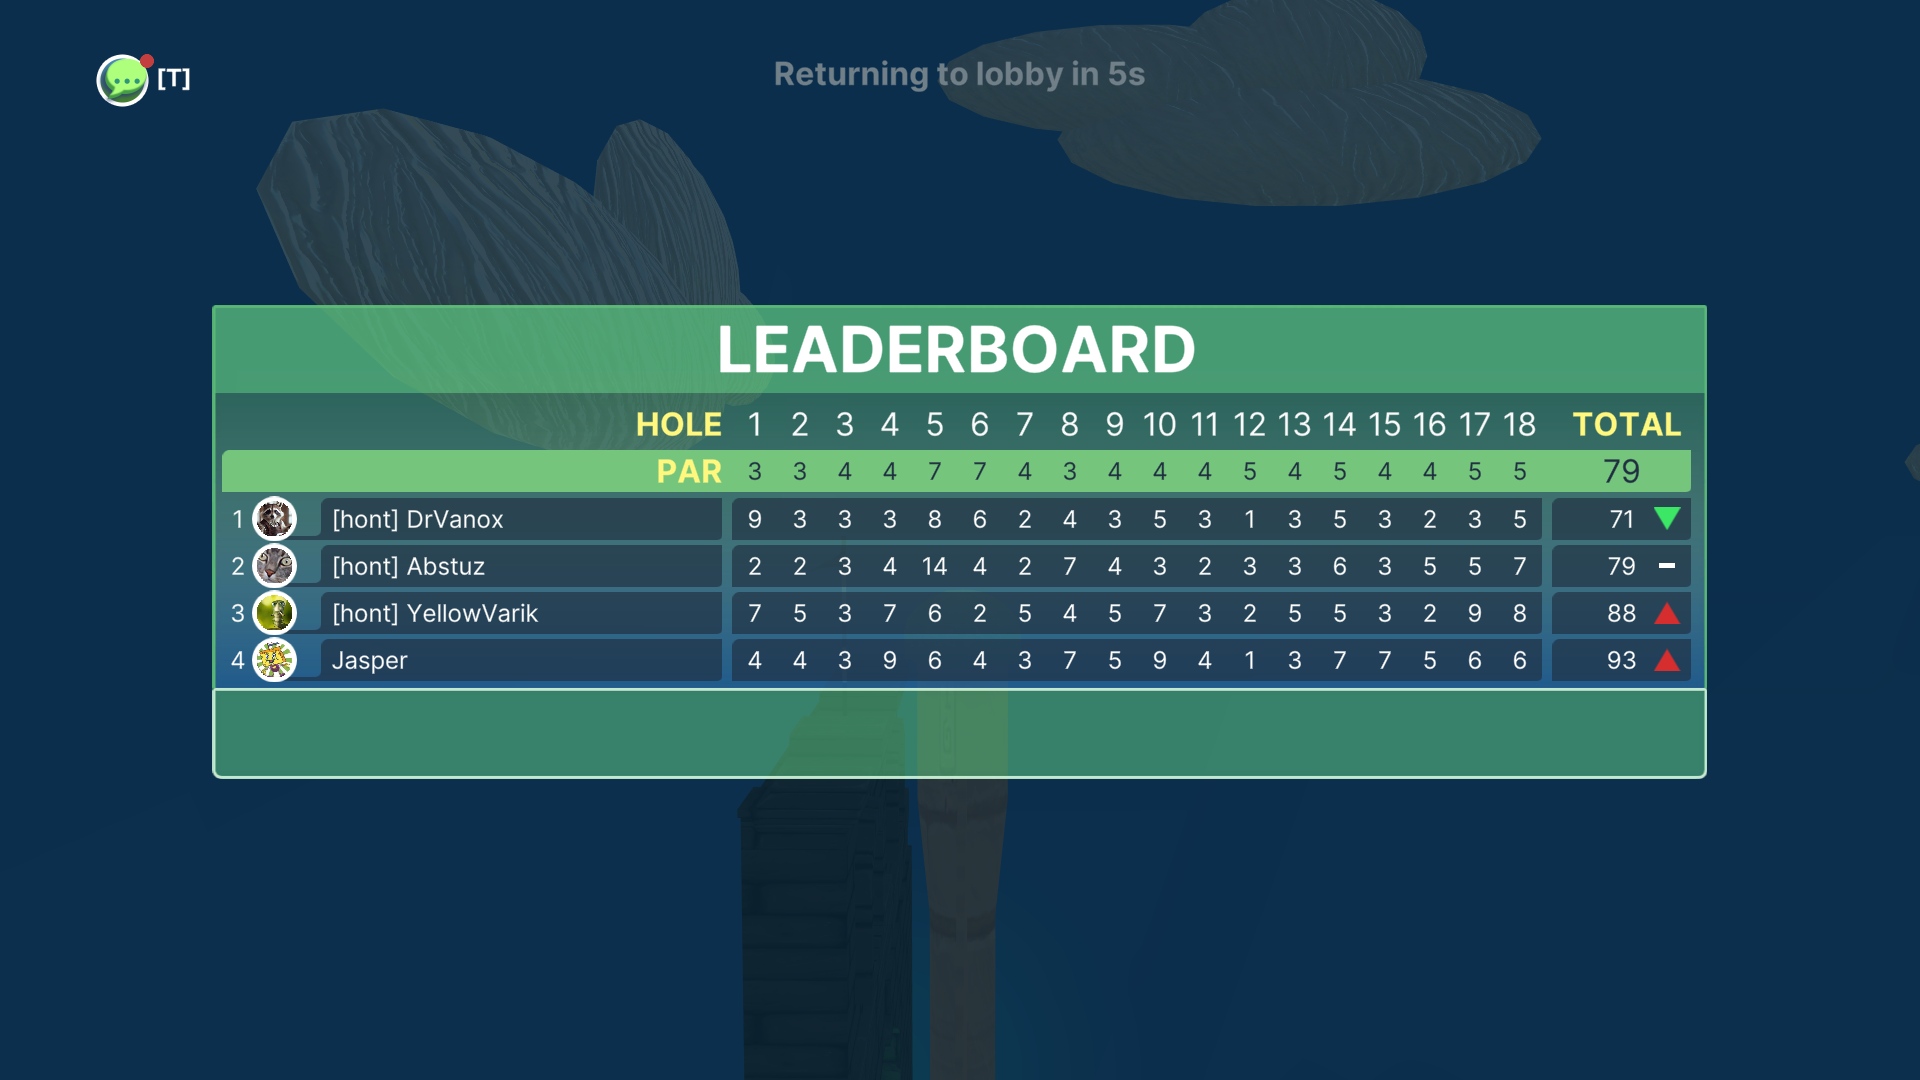 [T]
Returning to lobby in 5s
LEADERBOARD
HOLE 1 2 3 4 5 6 7 8 9 10 11 12 13 14 15 16 17 18 TOTAL
PAR 3 3 4 4 7 7 4 3 4 4 4 5 4 5 4 4 5 5 79
1 [hont] DrVanox 9 3 3 3 8 6 2 4 3 5 3 1 3 5 3 2 3 5 71
2 [hont] Abstuz 2 2 3 4 14 4 2 7 4 3 2 3 3 6 3 5 5 7 79
3 [hont] YellowVarik 7 5 3 7 6 2 5 4 5 7 3 2 5 5 3 2 9 8 88
4 Jasper 4 4 3 9 6 4 3 7 5 9 4 1 3 7 7 5 6 6 93